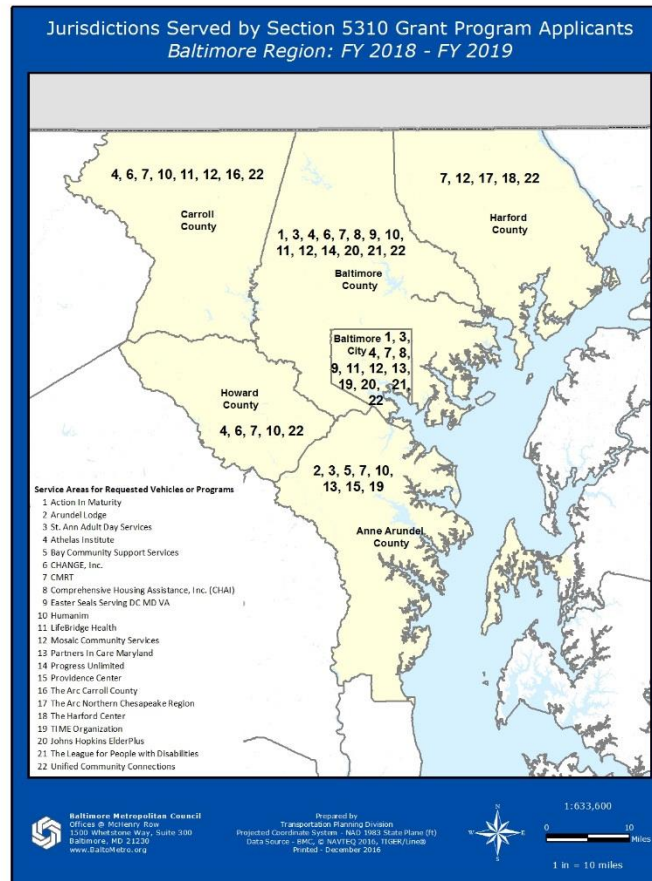 Jurisdictions Served by Section 5310 Grant Program Applicants
Baltimore Region: FY 2018 - FY 2019
4, 6, 7, 10, 11, 12, 16, 22
Carroll
County
1, 3, 4, 6, 7, 8, 9, 10,
11, 12, 14, 20, 21, 22
Baltimore
County
7, 12, 17, 18, 22
Harford
County
Baltimore 1, 3,
City 4, 7, 8,
9, 11, 12, 13,
19, 20, 21,
22
Howard
County
4, 6, 7, 10, 22
2, 3, 5, 7, 10,
13, 15, 19
Anne Arundel
County
Service Areas for Requested Vehicles or Programs
1 Action In Maturity
2 Arundel Lodge
3 St. Ann Adult Day Services
4 Athelas Institute
5 Bay Community Support Services
6 CHANGE, Inc.
7 CMRT
8 Comprehensive Housing Assistance, Inc. (CHAI)
9 Easter Seals Serving DC MD VA
10 Humanim
11 LifeBridge Health
12 Mosaic Community Services
13 Partners In Care Maryland
14 Progress Unlimited
15 Providence Center
16 The Arc Carroll County
17 The Arc Northern Chesapeake Region
18 The Harford Center
19 TIME Organization
20 Johns Hopkins ElderPlus
21 The League for People with Disabilities
22 Unified Community Connections
Baltimore Metropolitan Council
Offices @ McHenry Row
1500 Whetstone Way, Suite 300
Baltimore, MD 21230
www.BaltoMetro.org
Prepared by
Transportation Planning Division
Projected Coordinate System - NAD 1983 State Plane (ft)
Data Source - BMC, © NAVTEQ 2016, TIGER/Line®
Printed - December 2016
N
W E
S
1:633,600
0 10
Miles
1 in = 10 miles